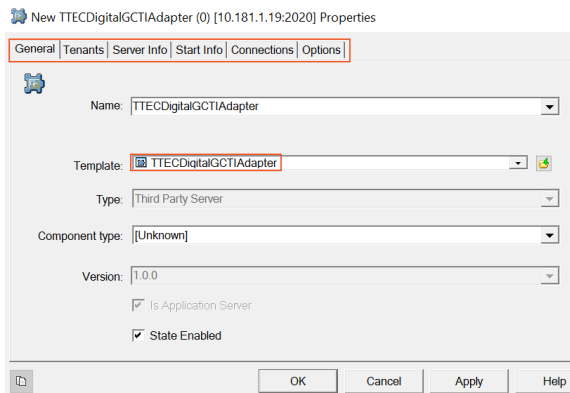 New TTECDigitalGCTIAdapter (0) [10.181.1.19:2020] Properties
General Tenants Server Info Start Info Connections Options
Name: TTECDigitalGCTIAdapter
Template: TTECDigitalGCTIAdapter
Type: Third Party Server
Component type: [Unknown]
Version: 1.0.0
Is Application Server
State Enabled
OK Cancel Apply Help